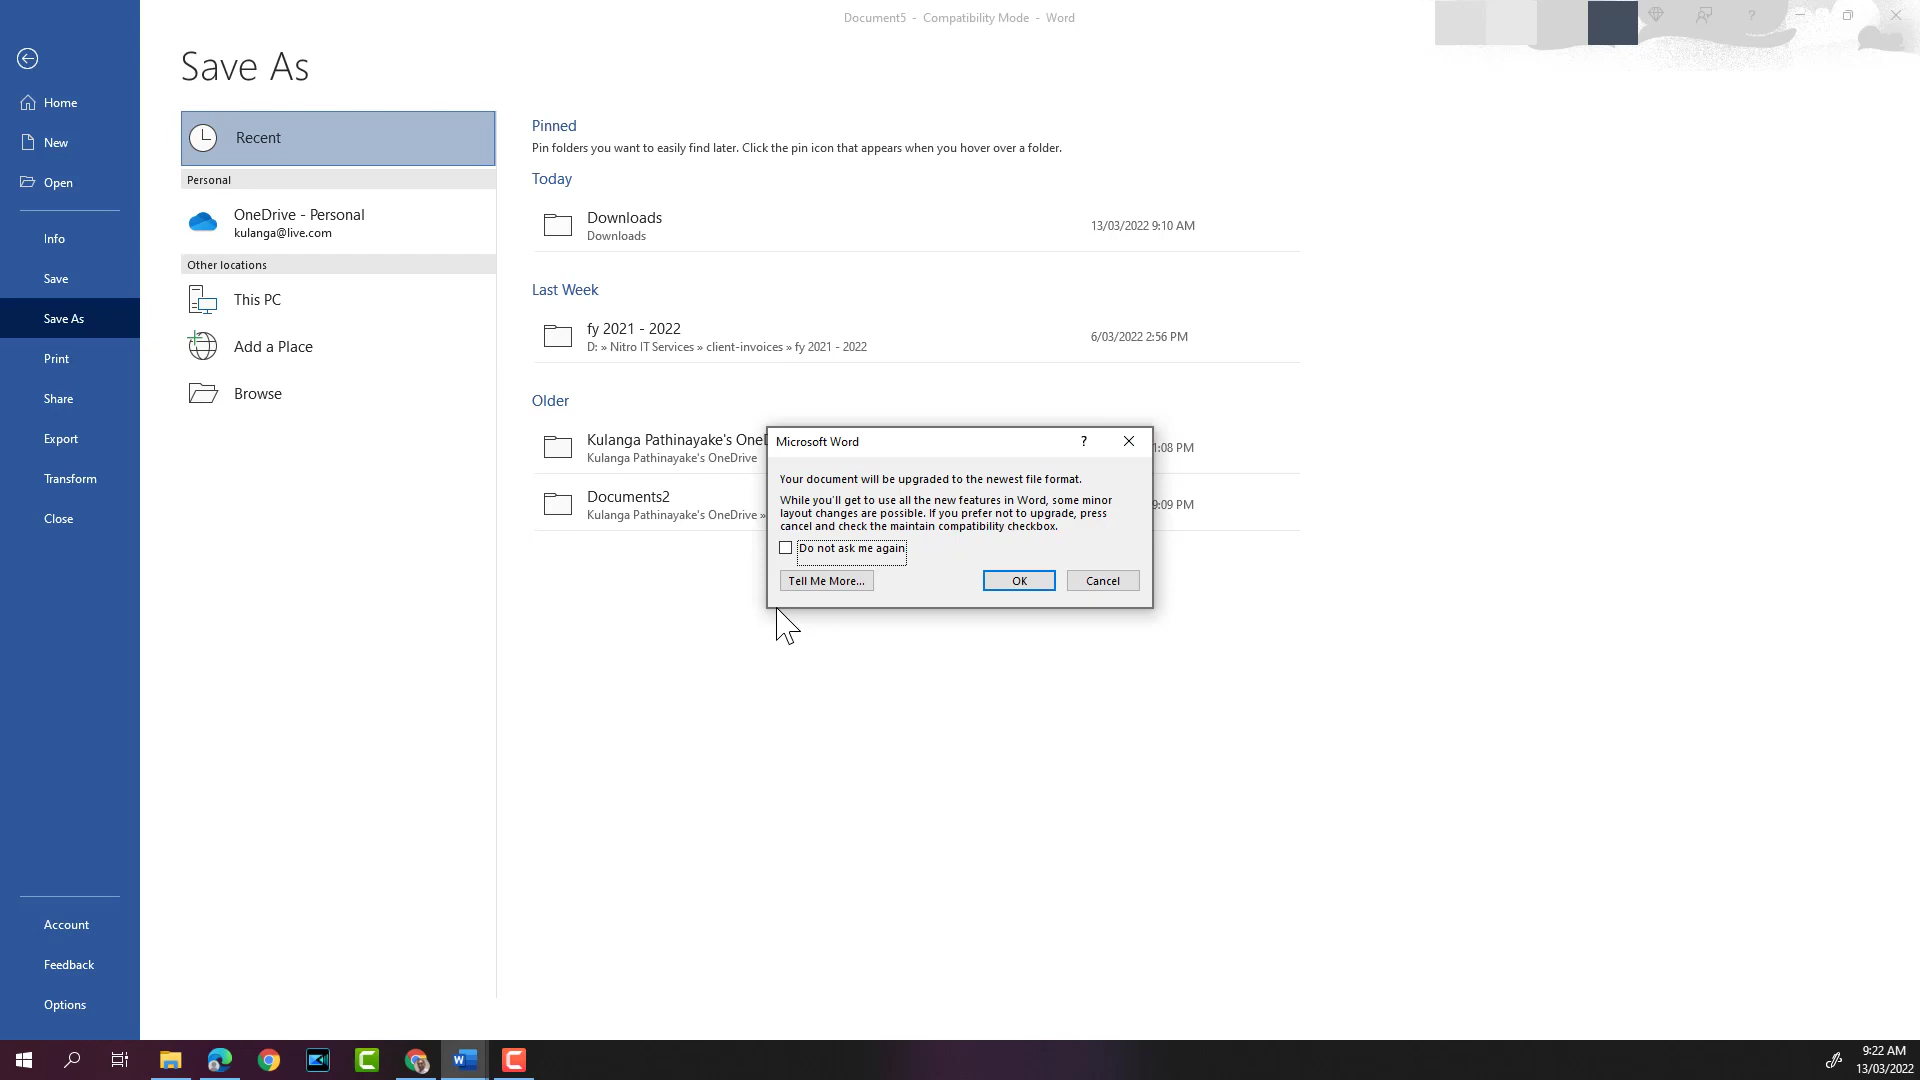 Document5 - Compatibility Mode - Word
?
Save As
Home
New
Open
Info
Save
Save As
Print
Share
Export
Transform
Close
Account
Feedback
Options
Recent
Personal
OneDrive - Personal
kulanga@live.com
Other locations
This PC
Add a Place
Browse
Pinned
Pin folders you want to easily find later. Click the pin icon that appears when you hover over a folder.
Today
Downloads
Downloads
13/03/2022 9:10 AM
Last Week
fy 2021 - 2022
D: » Nitro IT Services » client-invoices » fy 2021 - 2022
6/03/2022 2:56 PM
Older
Kulanga Pathinayake's One
Kulanga Pathinayake's OneDrive
1:08 PM
Documents2
Kulanga Pathinayake's OneDrive »
9:09 PM
Microsoft Word
?
Your document will be upgraded to the newest file format.
While you'll get to use all the new features in Word, some minor
layout changes are possible. If you prefer not to upgrade, press
cancel and check the maintain compatibility checkbox.
Do not ask me again
Tell Me More...
OK
Cancel
9:22 AM
13/03/2022